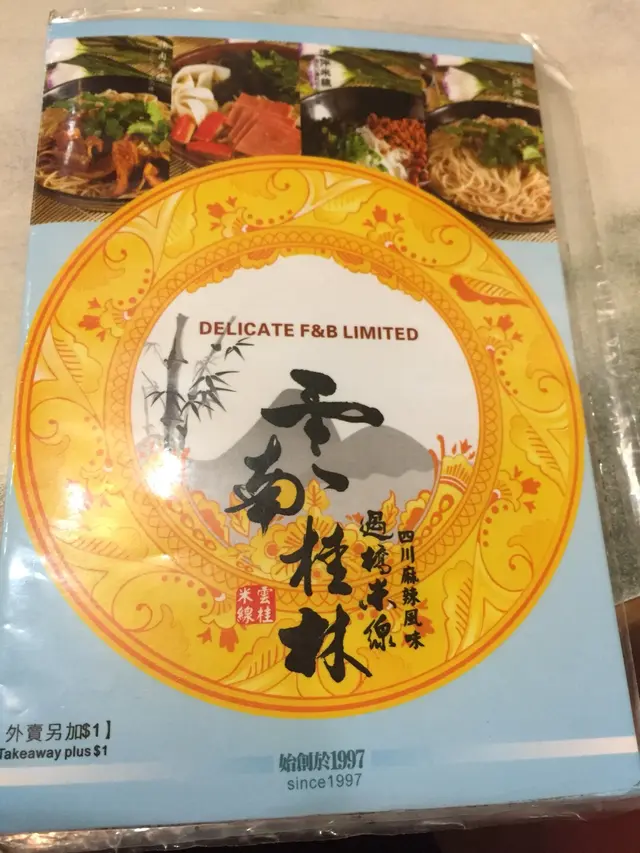 DELICATE F&B LIMITED
雲南
桂林
過橋米線
四川麻辣風味
雲桂
米線
外賣另加$1】
Takeaway plus $1
始創於1997
since1997